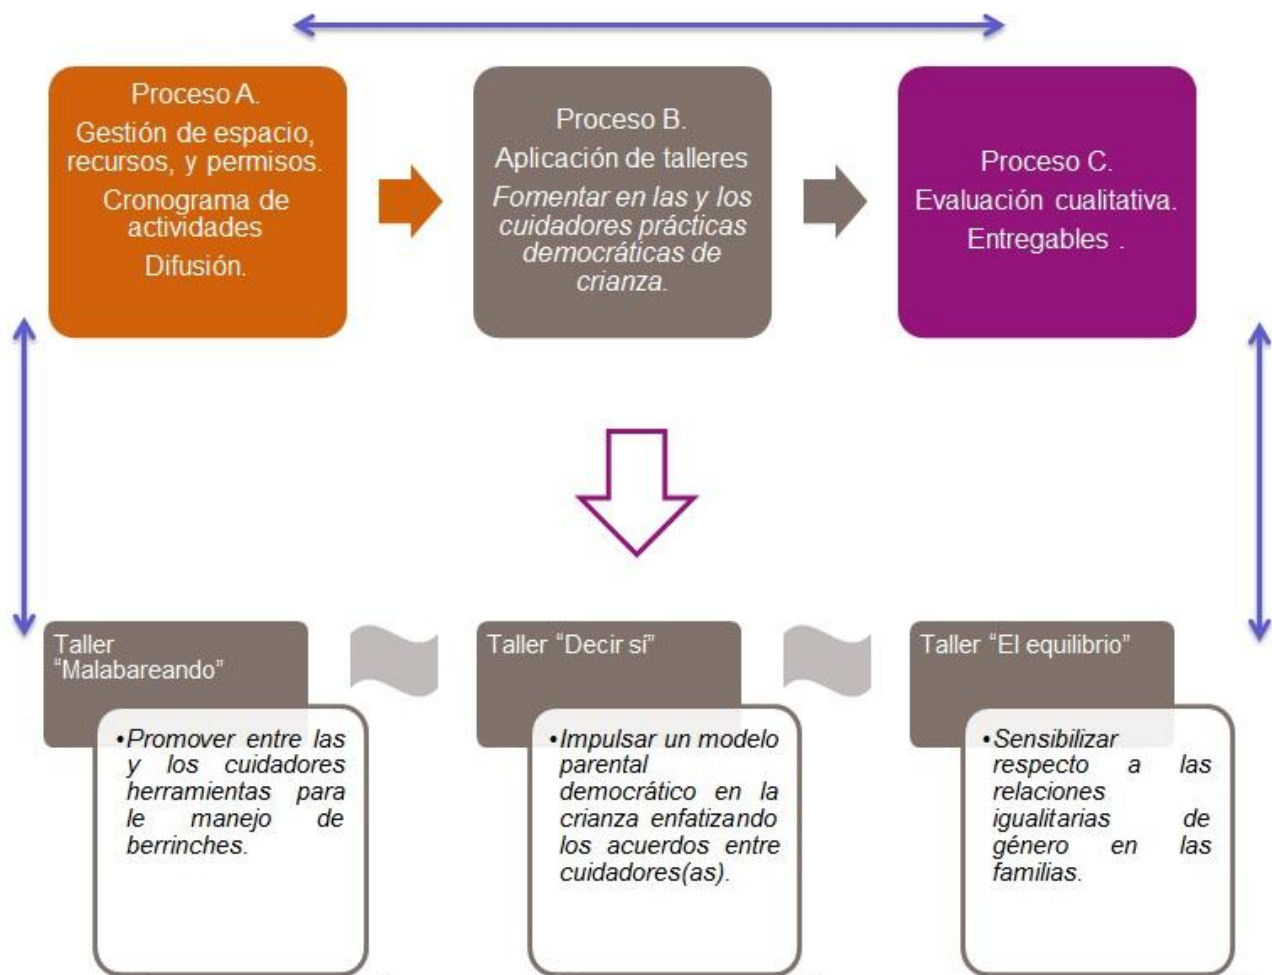 Proceso A.
Gestión de espacio,
recursos, y permisos.
Cronograma de
actividades
Difusión.
Proceso B.
Aplicación de talleres
Fomentar en las y los
cuidadores prácticas
democráticas de
crianza.
Proceso C.
Evaluación cualitativa.
Entregables .
Taller
“Malabareando”
•Promover entre las
y los cuidadores
herramientas para
le manejo de
berrinches.
Taller “Decir sí”
•Impulsar un modelo
parental
democrático en la
crianza enfatizando
los acuerdos entre
cuidadores(as).
Taller “El equilibrio”
•Sensibilizar
respecto a las
relaciones
igualitarias de
género en las
familias.